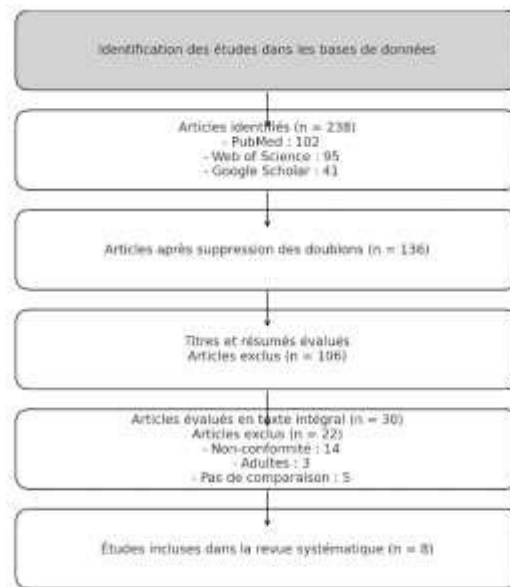 Identification des études dans les bases de données
Articles identifiés (n = 238)
- PubMed : 102
- Web of Science : 95
- Google Scholar : 41
Articles après suppression des doublons (n = 136)
Titres et résumés évalués
Articles exclus (n = 106)
Articles évalués en texte intégral (n = 30)
Articles exclus (n = 22)
- Non-conformité : 14
- Adultes : 3
- Pas de comparaison : 5
Études incluses dans la revue systématique (n = 8)